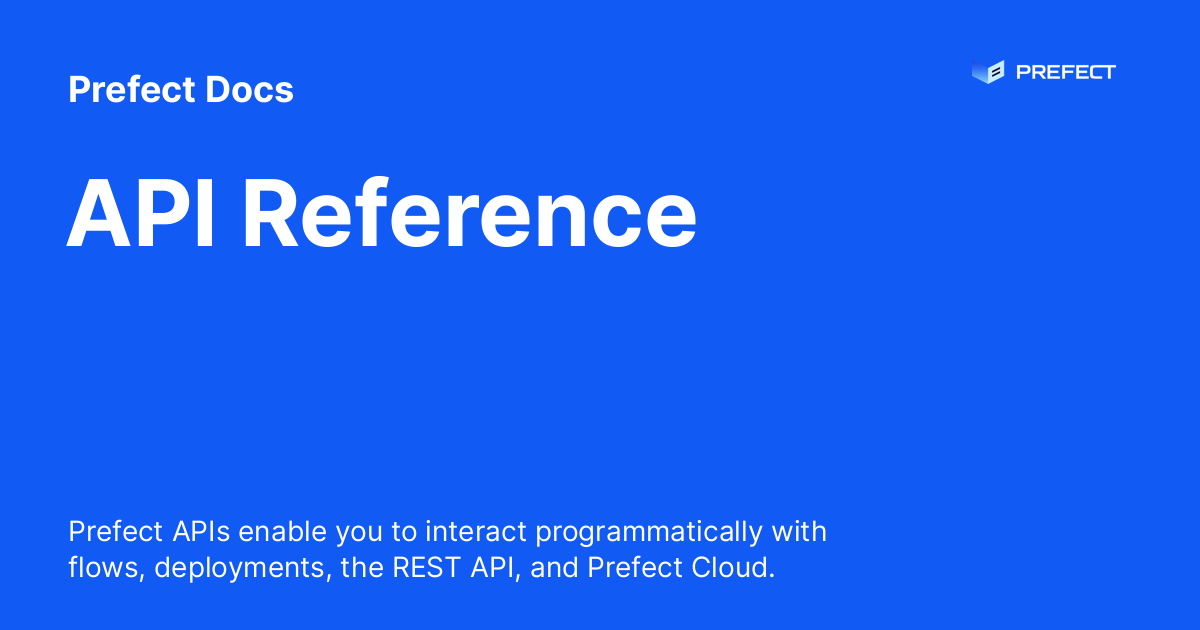 Prefect Docs
PREFECT
API Reference
Prefect APIs enable you to interact programmatically with
flows, deployments, the REST API, and Prefect Cloud.